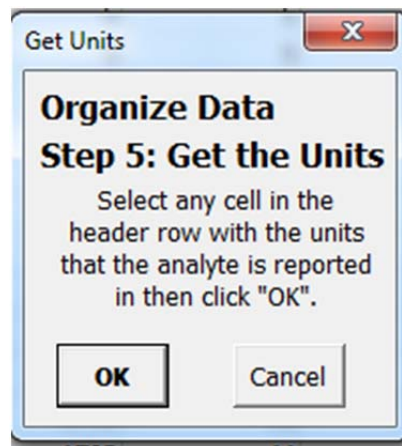 Get Units
Organize Data
Step 5: Get the Units
Select any cell in the
header row with the units
that the analyte is reported
in then click "OK".
OK
Cancel